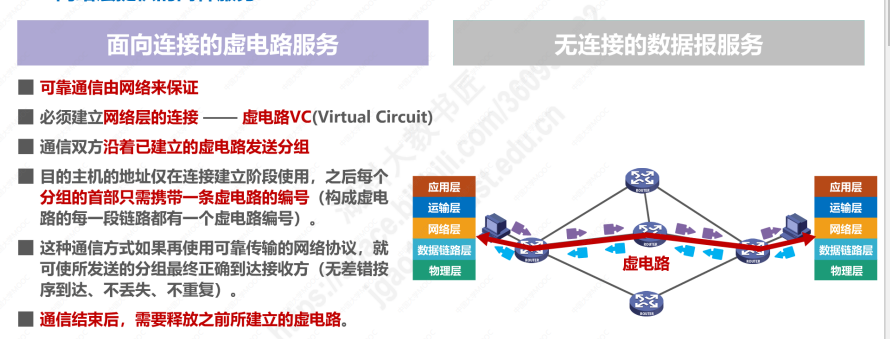 面向连接的虚电路服务
无连接的数据报服务
■ 可靠通信由网络来保证
■ 必须建立网络层的连接 —— 虚电路VC(Virtual Circuit)
■ 通信双方沿着已建立的虚电路发送分组
■ 目的主机的地址仅在连接建立阶段使用，之后每个
分组的首部只需携带一条虚电路的编号（构成虚电
路的每一段链路都有一个虚电路编号）。
■ 这种通信方式如果再使用可靠传输的网络协议，就
可使所发送的分组最终正确到达接收方（无差错按
序到达、不丢失、不重复）。
■ 通信结束后，需要释放之前所建立的虚电路。
应用层
运输层
网络层
数据链路层
物理层
ROUTER
ROUTER
ROUTER
ROUTER
ROUTER
虚电路
应用层
运输层
网络层
数据链路层
物理层